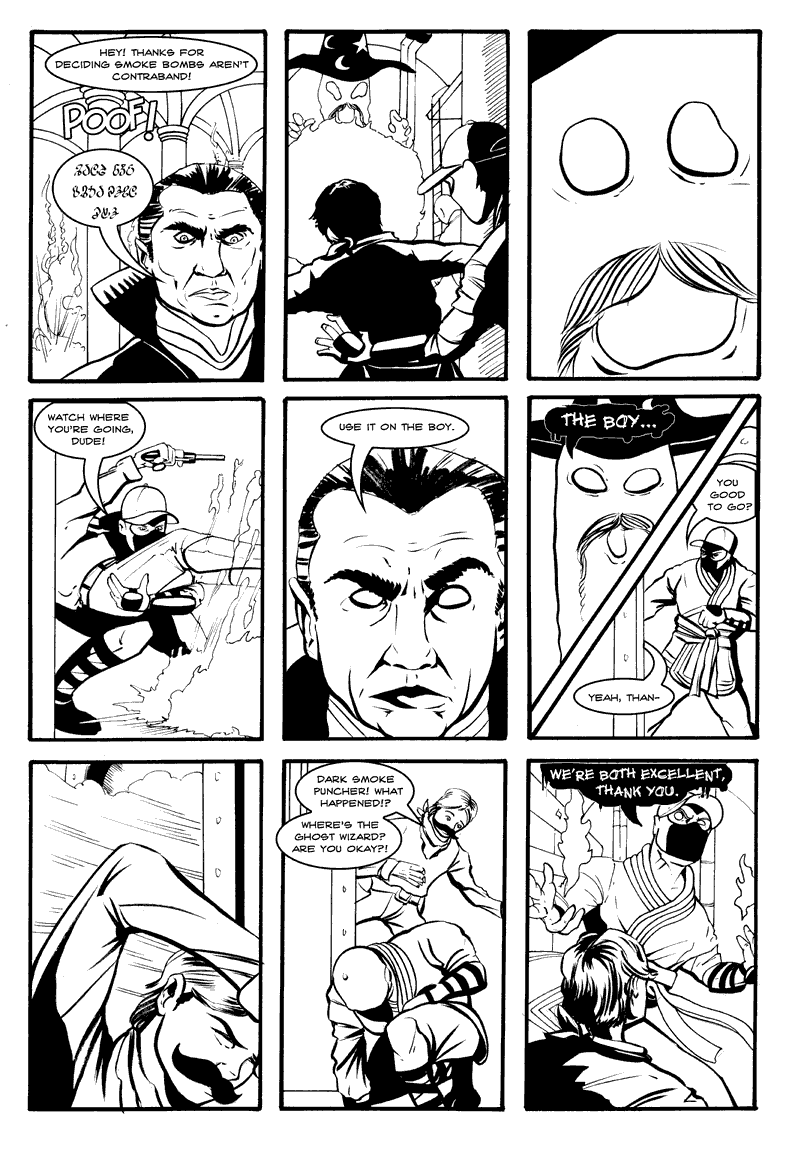 HEY! THANKS FOR
DECIDING SMOKE BOMBS AREN'T
CONTRABAND!
POOF!
WATCH WHERE
YOU'RE GOING,
DUDE!
USE IT ON THE BOY.
THE BOY...
YOU
GOOD
TO GO?
YEAH, THAN-
DARK SMOKE
PUNCHER! WHAT
HAPPENED!?
WHERE'S THE
GHOST WIZARD?
ARE YOU OKAY?!
WE'RE BOTH EXCELLENT,
THANK YOU.